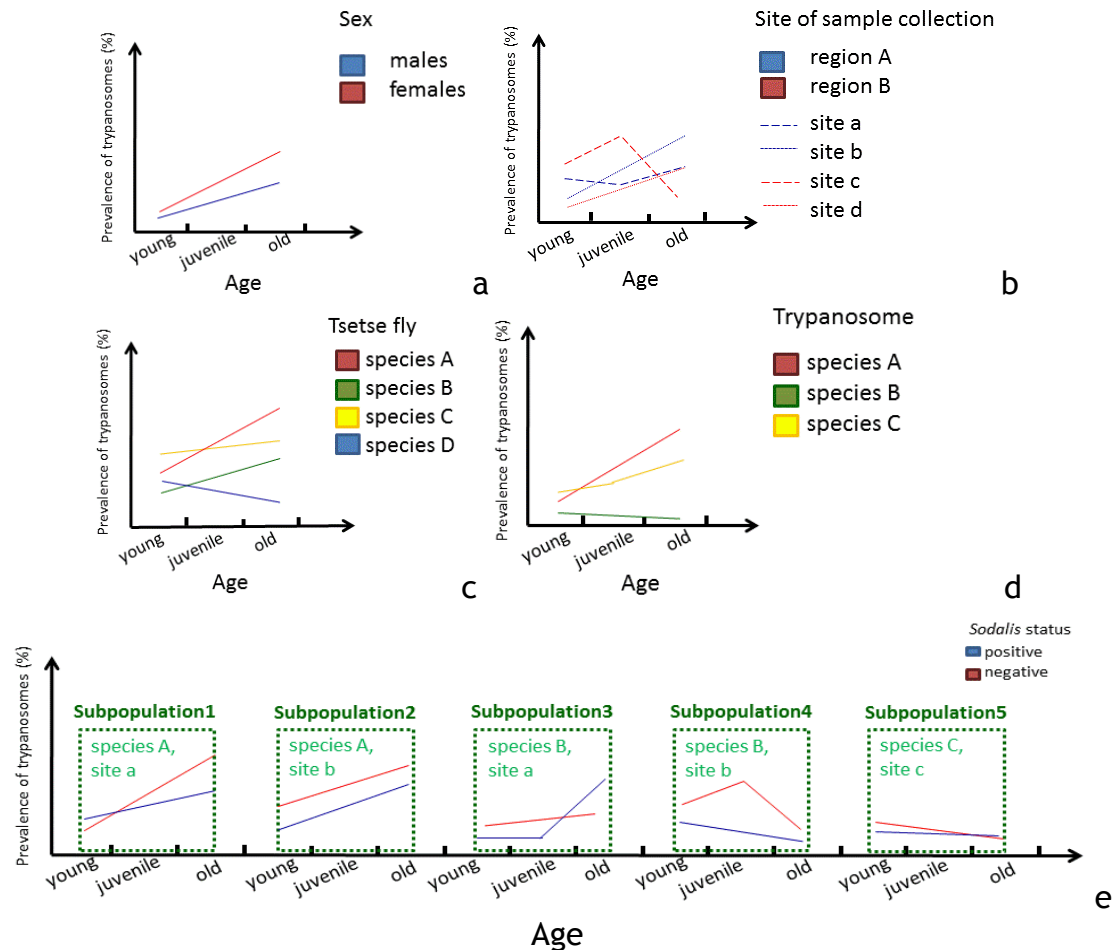 Sex
males
females
Prevalence of trypanosomes (%)
young
juvenile
old
Age
a
Site of sample collection
region A
region B
site a
site b
site c
site d
Prevalence of trypanosomes (%)
young
juvenile
old
Age
b
Tsetse fly
species A
species B
species C
species D
Prevalence of trypanosomes (%)
young
juvenile
old
Age
c
Trypanosome
species A
species B
species C
Prevalence of trypanosomes (%)
young
juvenile
old
Age
d
Sodalis status
positive
negative
Prevalence of trypanosomes (%)
Subpopulation1
species A,
site a
Subpopulation2
species A,
site b
Subpopulation3
species B,
site a
Subpopulation4
species B,
site b
Subpopulation5
species C,
site c
young
juvenile
old
young
juvenile
old
young
juvenile
old
young
juvenile
old
young
juvenile
old
Age
e